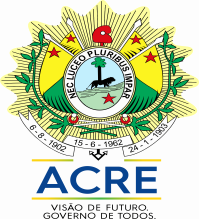 NEC LUCEO PLURIBUS IMPAR
6-8-1902 15-6-1962 24-1-1903
ACRE
VISÃO DE FUTURO.
GOVERNO DE TODOS.